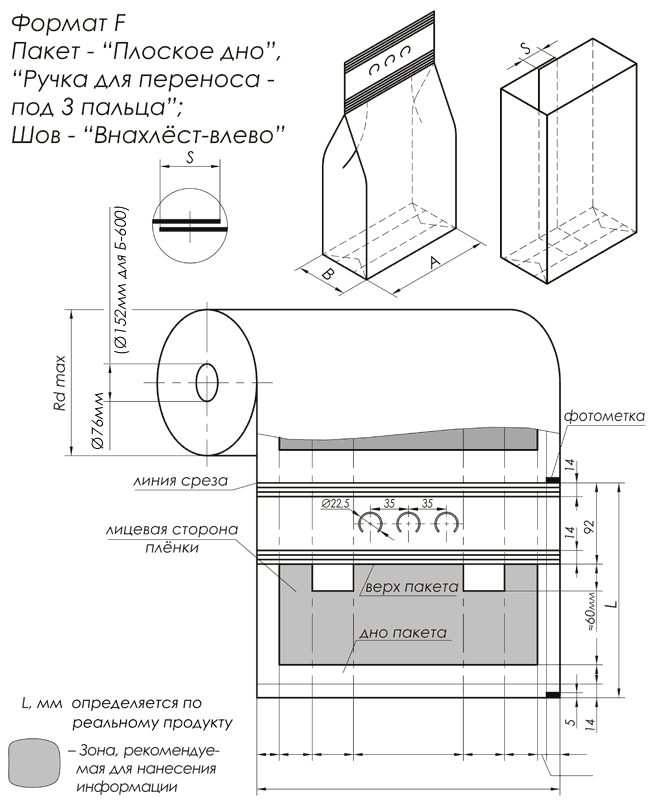 Формат F
Пакет - “Плоское дно”,
“Ручка для переноса -
под 3 пальца”;
Шов - “Внахлёст-влево”
S
S
B
A
(Ø152мм для Б-600)
Rd max
Ø76мм
фотометка
линия среза
14
Ø22,5
35
35
14
92
лицевая сторона
плёнки
верх пакета
L
≈60мм
дно пакета
5
14
L, мм определяется по
реальному продукту
– Зона, рекомендуе-
мая для нанесения
информации